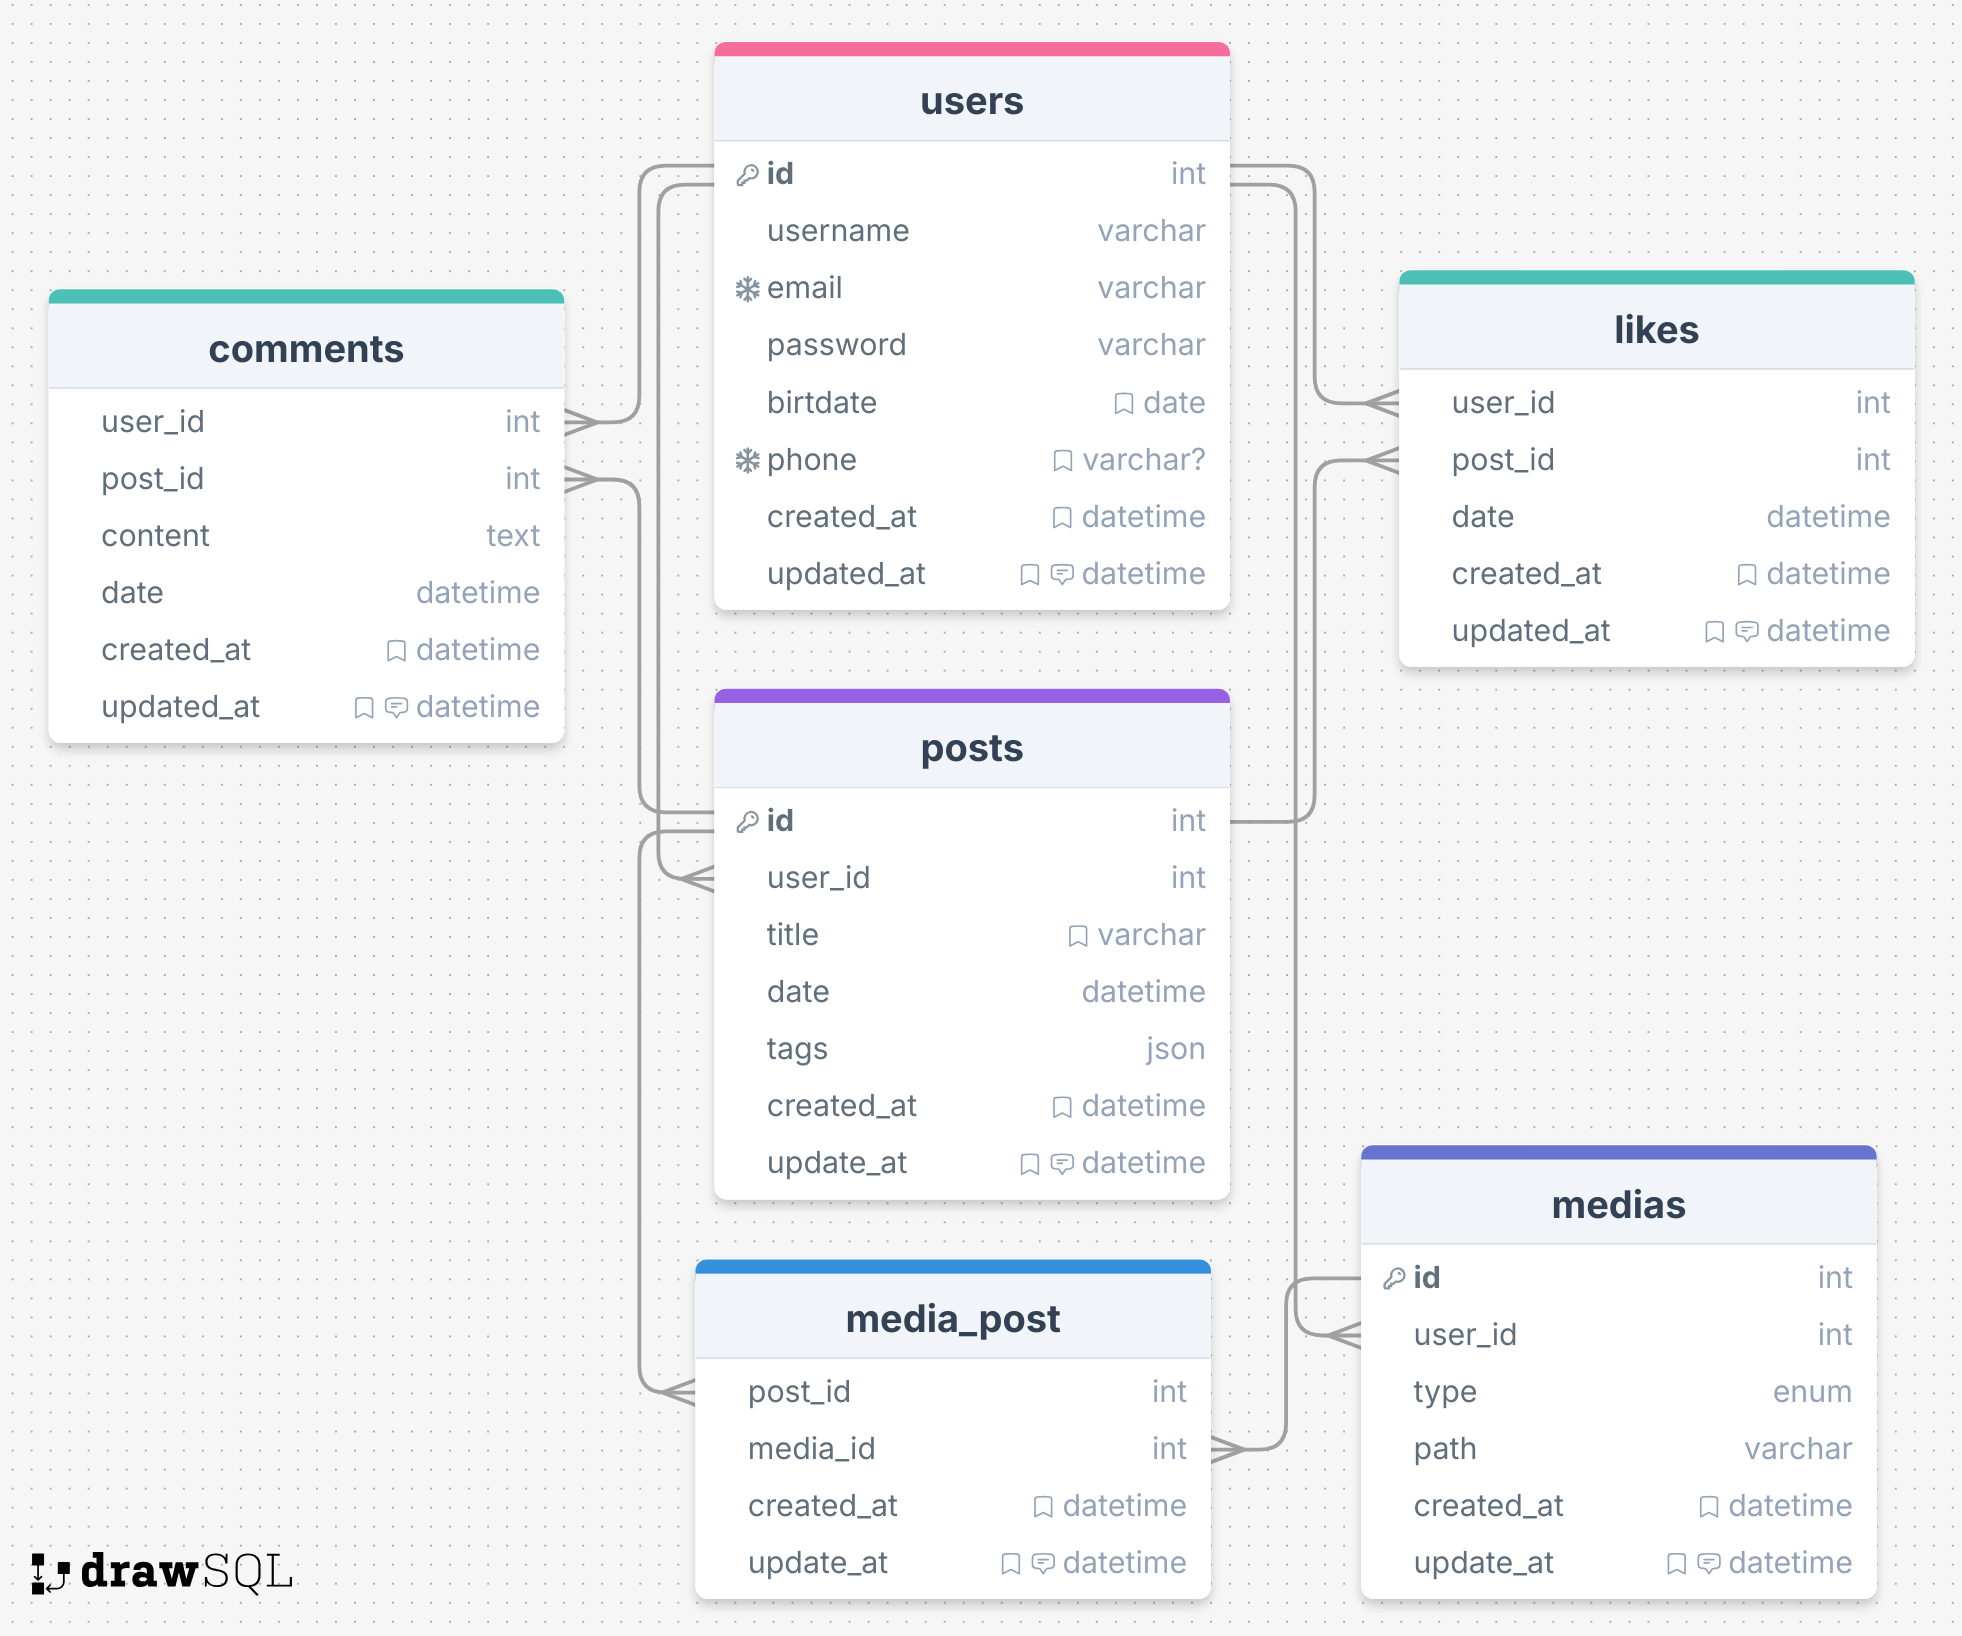 users
id int
username varchar
email varchar
password varchar
birtdate date
phone varchar?
created_at datetime
updated_at datetime
comments
user_id int
post_id int
content text
date datetime
created_at datetime
updated_at datetime
likes
user_id int
post_id int
date datetime
created_at datetime
updated_at datetime
posts
id int
user_id int
title varchar
date datetime
tags json
created_at datetime
update_at datetime
media_post
post_id int
media_id int
created_at datetime
update_at datetime
medias
id int
user_id int
type enum
path varchar
created_at datetime
update_at datetime
drawSQL